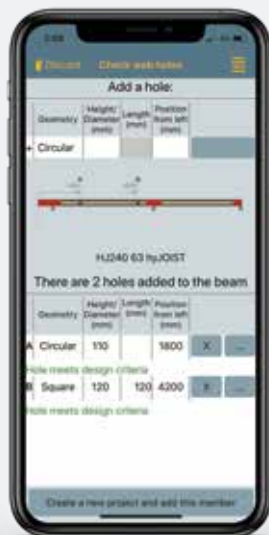 Discard Check web holes
Add a hole:
Geometry Height/ Diameter (mm) Length (mm) Position from left (mm)
+ Circular
HJ240 63 hyJOIST
There are 2 holes added to the beam
Geometry Height/ Diameter (mm) Length (mm) Position from left (mm)
A Circular 110 1800 X ...
Hole meets design criteria
B Square 120 120 4200 X ...
Hole meets design criteria
Create a new project and add this member